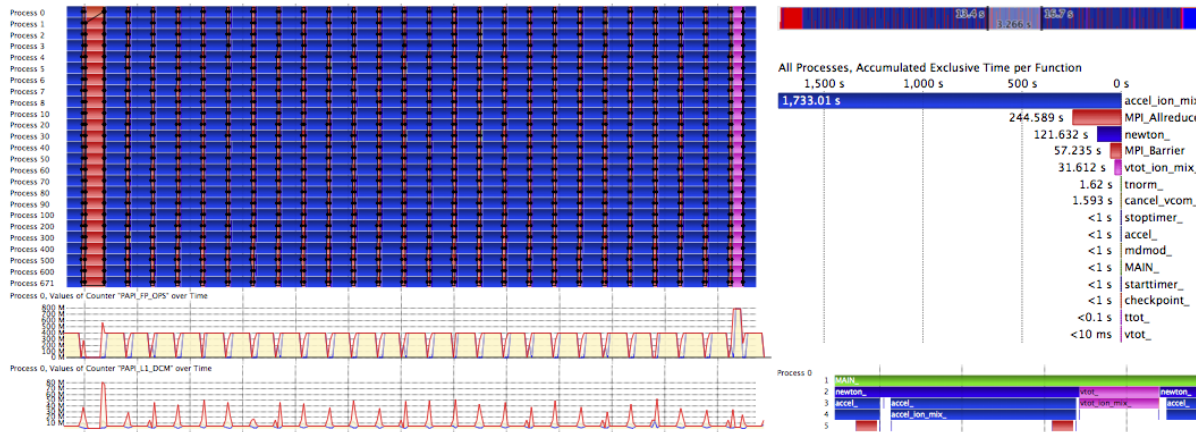 Process 0
Process 1
Process 2
Process 3
Process 4
Process 5
Process 6
Process 7
Process 8
Process 10
Process 20
Process 30
Process 40
Process 50
Process 60
Process 70
Process 80
Process 90
Process 100
Process 200
Process 300
Process 400
Process 500
Process 600
Process 671
Process 0, Values of Counter "PAPI_FP_OPS" over Time
800 M
700 M
600 M
500 M
400 M
300 M
200 M
100 M
0 M
Process 0, Values of Counter "PAPI_L1_DCM" over Time
80 M
70 M
60 M
50 M
40 M
30 M
20 M
10 M
13.4 s 16.7 s
3.266 s
All Processes, Accumulated Exclusive Time per Function
1,500 s 1,000 s 500 s 0 s
1,733.01 s accel_ion_mix
244.589 s MPI_Allreduce
121.632 s newton_
57.235 s MPI_Barrier
31.612 s vtot_ion_mix_
1.62 s tnorm_
1.593 s cancel_vcom_
<1 s stoptimer_
<1 s accel_
<1 s mdmod_
<1 s MAIN_
<1 s starttimer_
<1 s checkpoint_
<0.1 s ttot_
<10 ms vtot_
Process 0
1 MAIN_
2 newton_ vtot_ newton_
3 accel_ accel_ vtot_ion_mix_ accel_
4 accel_ion_mix_
5